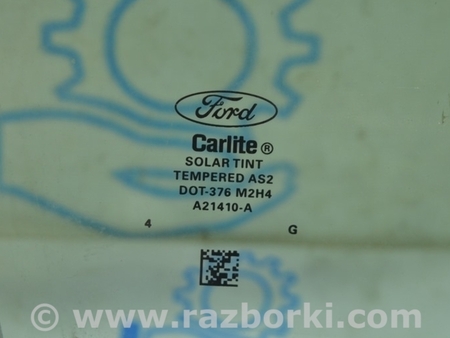 Ford
Carlite®
SOLAR TINT
TEMPERED AS2
DOT-376 M2H4
A21410-A
4 G
© www.razborki.com